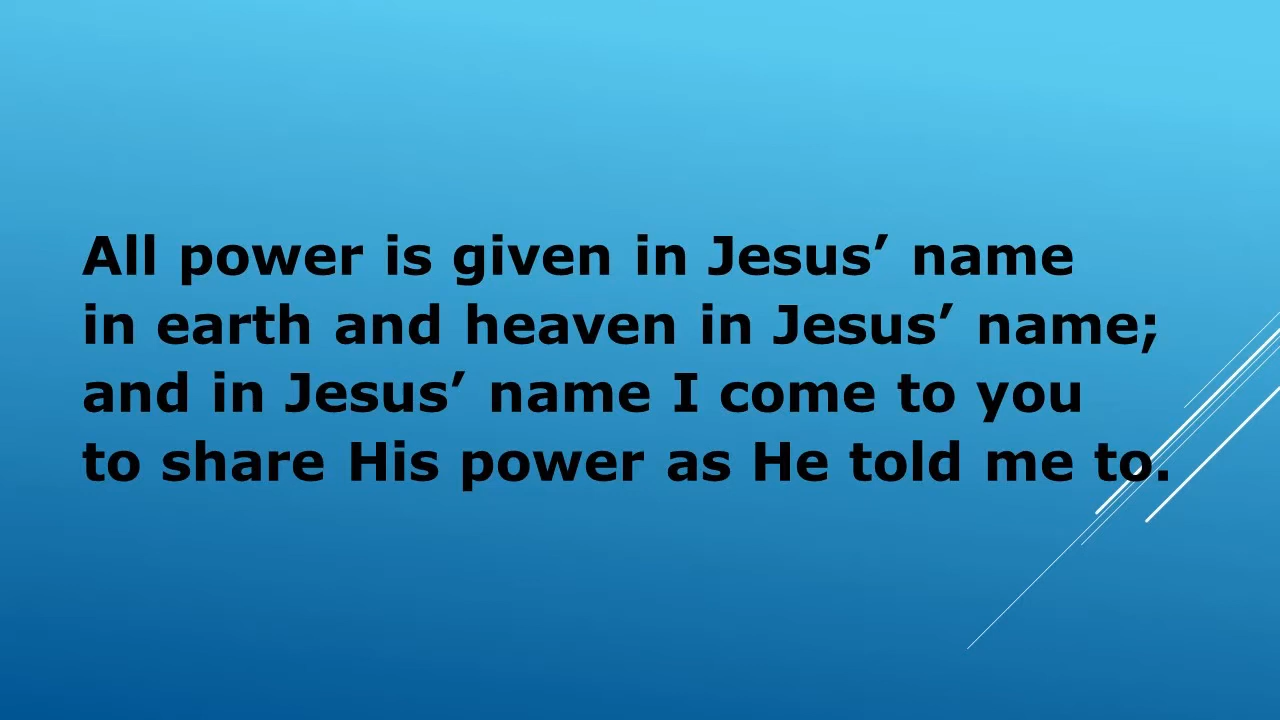 All power is given in Jesus’ name
in earth and heaven in Jesus’ name;
and in Jesus’ name I come to you
to share His power as He told me to.